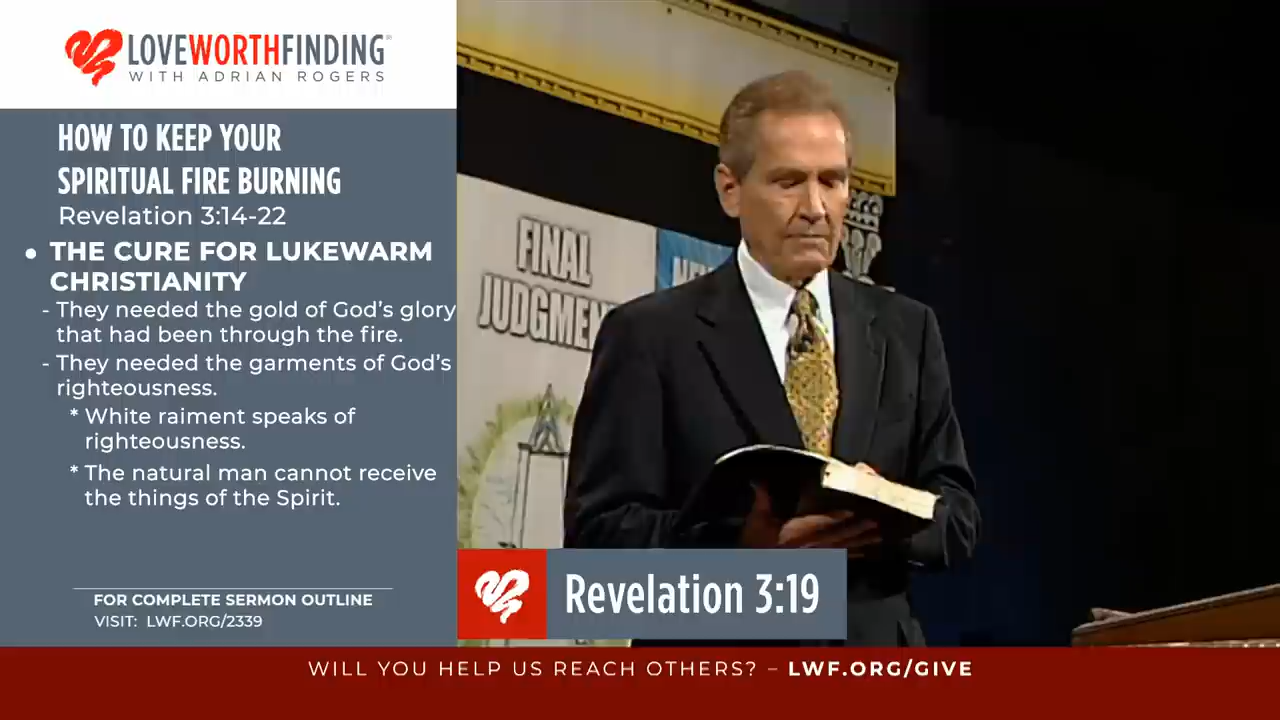 LOVEWORTHFINDING
WITH ADRIAN ROGERS
HOW TO KEEP YOUR
SPIRITUAL FIRE BURNING
Revelation 3:14-22
• THE CURE FOR LUKEWARM
CHRISTIANITY
- They needed the gold of God's glory
that had been through the fire.
- They needed the garments of God's
righteousness.
* White raiment speaks of
righteousness.
* The natural man cannot receive
the things of the Spirit.
FOR COMPLETE SERMON OUTLINE
VISIT: LWF.ORG/2339
FINAL
JUDGMEN
Revelation 3:19
WILL YOU HELP US REACH OTHERS? – LWF.ORG/GIVE